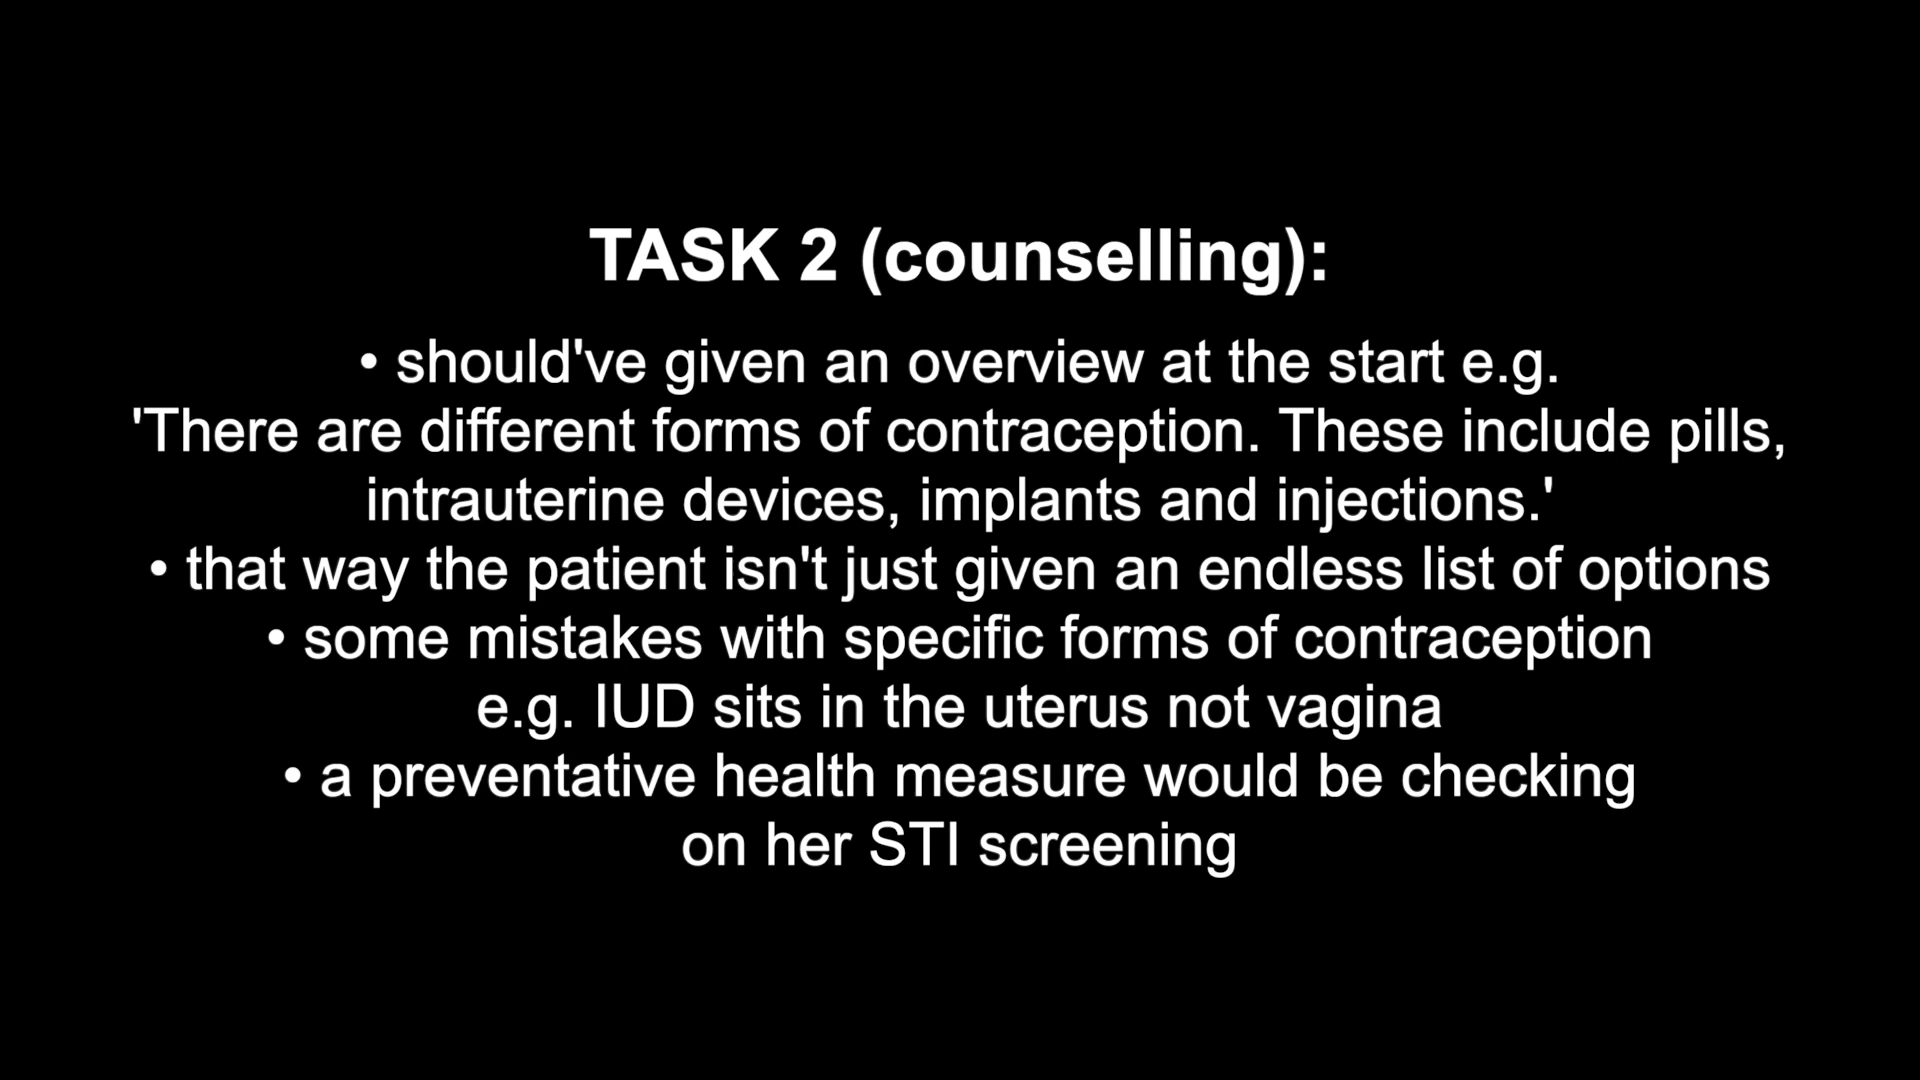 TASK 2 (counselling):
• should've given an overview at the start e.g.
'There are different forms of contraception. These include pills,
intrauterine devices, implants and injections.'
• that way the patient isn't just given an endless list of options
• some mistakes with specific forms of contraception
e.g. IUD sits in the uterus not vagina
• a preventative health measure would be checking
on her STI screening